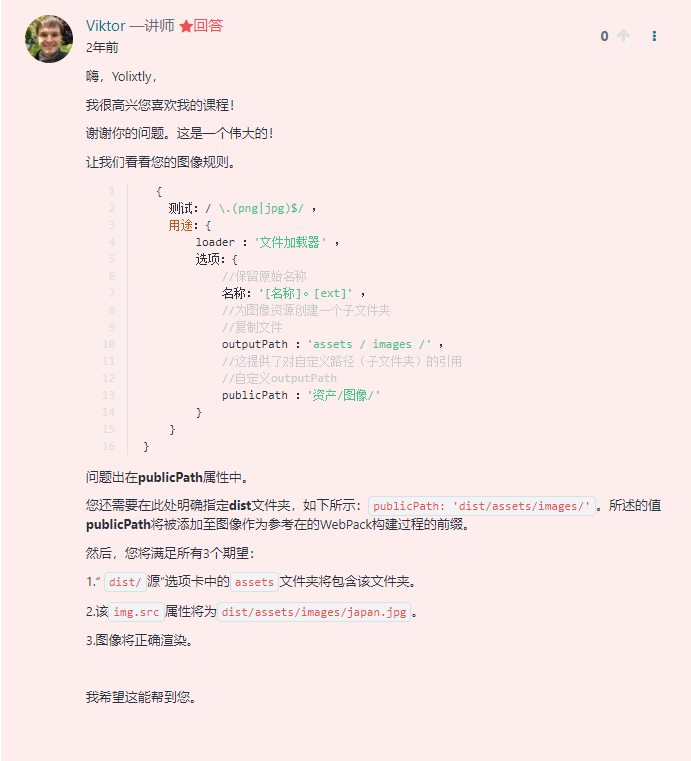 Viktor —讲师 ★回答
2年前
0
嗨，Yolixtly，
我很高兴您喜欢我的课程！
谢谢你的问题。这是一个伟大的！
让我们看看您的图像规则。
1 {
2 测试：/ \.(png|jpg)$/ ，
3 用途：{
4 loader ：'文件加载器' ，
5 选项：{
6 //保留原始名称
7 名称：'[名称]。[ext]' ，
8 //为图像资源创建一个子文件夹
9 //复制文件
10 outputPath ：'assets / images /' ，
11 //这提供了对自定义路径（子文件夹）的引用
12 //自定义outputPath
13 publicPath ：'资产/图像/'
14 }
15 }
16 }
问题出在publicPath属性中。
您还需要在此处明确指定dist文件夹，如下所示：publicPath: 'dist/assets/images/'。所述的值
publicPath将被添加至图像作为参考在的WebPack构建过程的前缀。
然后，您将满足所有3个期望：
1.“ dist/ 源”选项卡中的 assets 文件夹将包含该文件夹。
2.该 img.src 属性将为 dist/assets/images/japan.jpg 。
3.图像将正确渲染。
我希望这能帮到您。